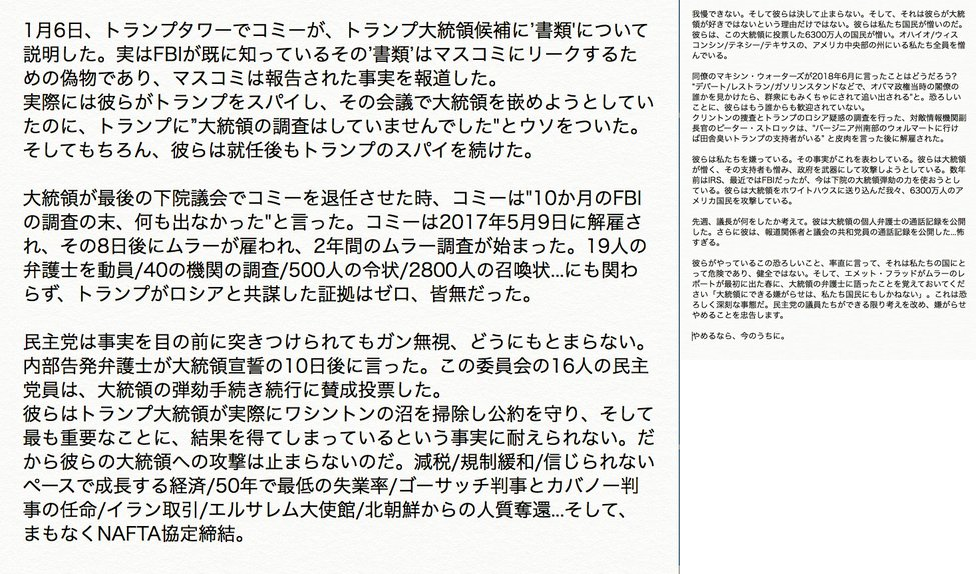 1月6日、トランプタワーでコミーが、トランプ大統領候補に’書類'について
説明した。実はFBIが既に知っているその’書類’はマスコミにリークするた
めの偽物であり、マスコミは報告された事実を報道した。
実際には彼らがトランプをスパイし、その会議で大統領を嵌めようとしてい
たのに、トランプに”大統領の調査はしていませんでした"とウソをついた。
そしてもちろん、彼らは就任後もトランプのスパイを続けた。
大統領が最後の下院議会でコミーを退任させた時、コミーは"10か月のFBI
の調査の末、何も出なかった"と言った。コミーは2017年5月9日に解雇さ
れ、その8日後にムラーが雇われ、2年間のムラー調査が始まった。19人の
弁護士を動員/40の機関の調査/500人の令状/2800人の召喚状...にも関わ
らず、トランプがロシアと共謀した証拠はゼロ、皆無だった。
民主党は事実を目の前に突きつけられてもガン無視、どうにもとまらない。
内部告発弁護士が大統領宣誓の10日後に言った。この委員会の16人の民主
党員は、大統領の弾劾手続き続行に賛成投票した。
彼らはトランプ大統領が実際にワシントンの沼を掃除し公約を守り、そして
最も重要なことに、結果を得てしまっているという事実に耐えられない。だ
から彼らの大統領への攻撃は止まらないのだ。減税/規制緩和/信じられない
ペースで成長する経済/50年で最低の失業率/ゴーサッチ判事とカバノー判
事の任命/イラン取引/エルサレム大使館/北朝鮮からの人質奪還...そして、
まもなくNAFTA協定締結。
我慢できない。そして彼らは決して止まらない。そして、それは彼らが大統
領が好きではないという理由だけではない。彼らは私たち国民が憎いのだ。
彼らは、この大統領に投票した6300万人の国民が憎い。オハイオ/ウィス
コンシン/テネシー/テキサスの、アメリカ中央部の州にいる私たち全員を憎
んでいる。
同僚のマキシン・ウォーターズが2018年6月に言ったことはどうだろう?
"デパート/レストラン/ガソリンスタンドなどで、オバマ政権当時の閣僚の
誰かを見かけたら、群衆にもみくちゃにされて追い出される"と。恐ろしい
ことに、彼らはもう誰からも歓迎されていない。
クリントンの捜査とトランプのロシア疑惑の調査を行った、対敵情報機関副
長官のピーター・ストロックは、"バージニア州南部のウォルマートに行け
ば田舎臭いトランプの支持者がいる" と皮肉を言った後に解雇された。
彼らは私たちを嫌っている。その事実がこれを表わしている。彼らは大統領
が憎く、その支持者も憎み、政府を武器にして攻撃しようとしている。数年
前はIRS、最近ではFBIだったが、今は下院の大統領弾劾の力を使おうとし
ている。彼らは大統領をホワイトハウスに送り込んだ我々、6300万人のア
メリカ国民を攻撃している。
先週、議長が何をしたか考えて。彼は大統領の個人弁護士の通話記録を公開
した。さらに彼は、報道関係者と議会の共和党員の通話記録を公開した...怖
すぎる。
彼らがやっているこの恐ろしいこと、率直に言って、それは私たちの国にと
って危険であり、健全ではない。そして、エメット・フラッドがムラーのレ
ポートが最初に出た春に、大統領の弁護士に語ったことを覚えておいてくだ
さい「大統領にできる嫌がらせは、私たち国民にもしかねない」。これは恐
ろしく深刻な事態だ。民主党の議員たちができる限り考えを改め、嫌がらせ
やめることを忠告します。
やめるなら、今のうちに。